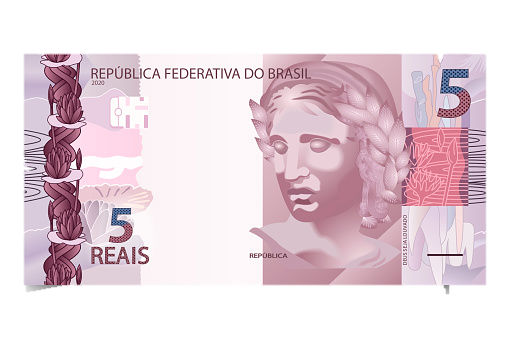 REPÚBLICA FEDERATIVA DO BRASIL
2020
5
5
REAIS
REPÚBLICA
DEUS SEJA LOUVADO